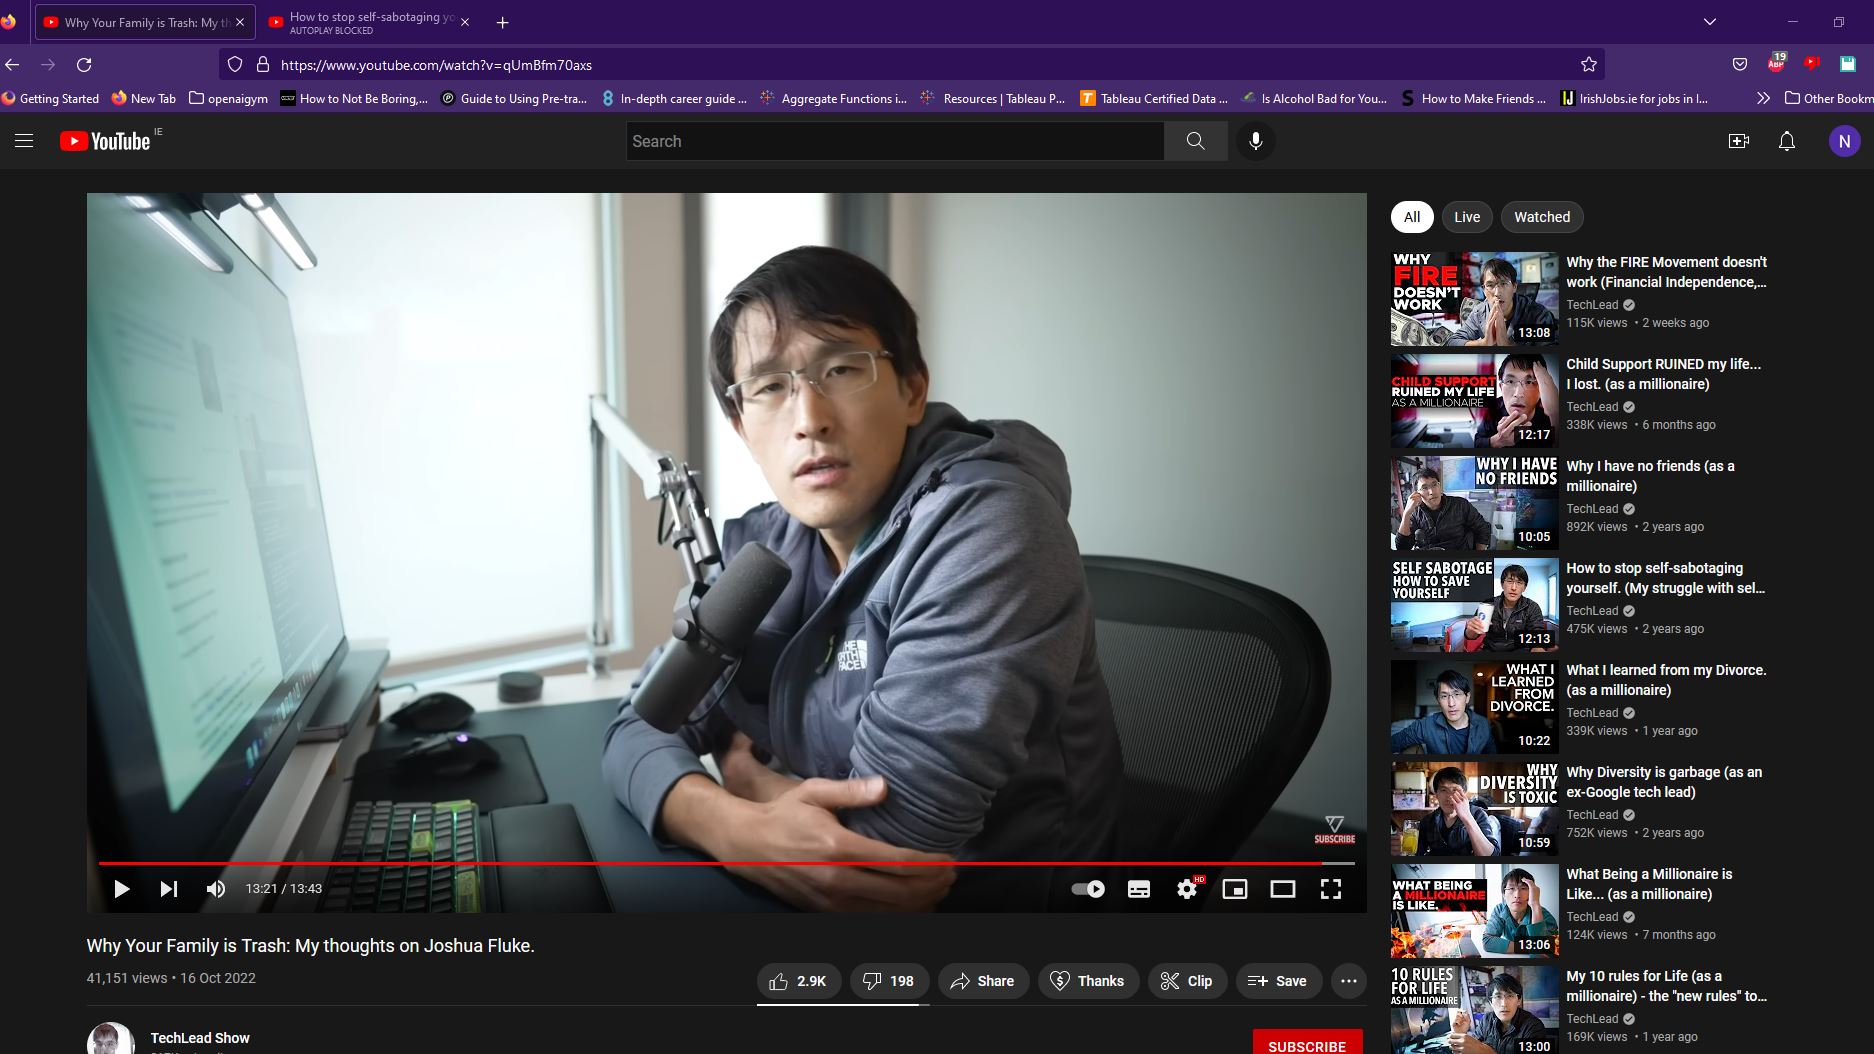 Why Your Family is Trash: My th
How to stop self-sabotaging yo
AUTOPLAY BLOCKED
https://www.youtube.com/watch?v=qUmBfm70axs
19
ABP
Getting Started
New Tab
openaigym
How to Not Be Boring,...
Guide to Using Pre-tra...
In-depth career guide ...
Aggregate Functions i...
Resources | Tableau P...
Tableau Certified Data ...
Is Alcohol Bad for You...
How to Make Friends ...
IrishJobs.ie for jobs in I...
Other Bookm
YouTube IE
Search
N
THE
NORTH
FACE
SUBSCRIBE
13:21 / 13:43
HD
Why Your Family is Trash: My thoughts on Joshua Fluke.
41,151 views • 16 Oct 2022
2.9K
198
Share
Thanks
Clip
Save
TechLead Show
SUBSCRIBE
All
Live
Watched
WHY
FIRE
DOESN'T
WORK
13:08
Why the FIRE Movement doesn't
work (Financial Independence,...
TechLead
115K views • 2 weeks ago
CHILD SUPPORT
RUINED MY LIFE
AS A MILLIONAIRE
12:17
Child Support RUINED my life...
I lost. (as a millionaire)
TechLead
338K views • 6 months ago
WHY I HAVE
NO FRIENDS
10:05
Why I have no friends (as a
millionaire)
TechLead
892K views • 2 years ago
SELF SABOTAGE
HOW TO SAVE
YOURSELF
12:13
How to stop self-sabotaging
yourself. (My struggle with sel...
TechLead
475K views • 2 years ago
WHAT I
LEARNED
FROM
DIVORCE.
10:22
What I learned from my Divorce.
(as a millionaire)
TechLead
339K views • 1 year ago
WHY
DIVERSITY
IS TOXIC
10:59
Why Diversity is garbage (as an
ex-Google tech lead)
TechLead
752K views • 2 years ago
WHAT BEING
A MILLIONAIRE
IS LIKE.
13:06
What Being a Millionaire is
Like... (as a millionaire)
TechLead
124K views • 7 months ago
10 RULES
FOR LIFE
AS A MILLIONAIRE
13:00
My 10 rules for Life (as a
millionaire) - the "new rules" to...
TechLead
169K views • 1 year ago